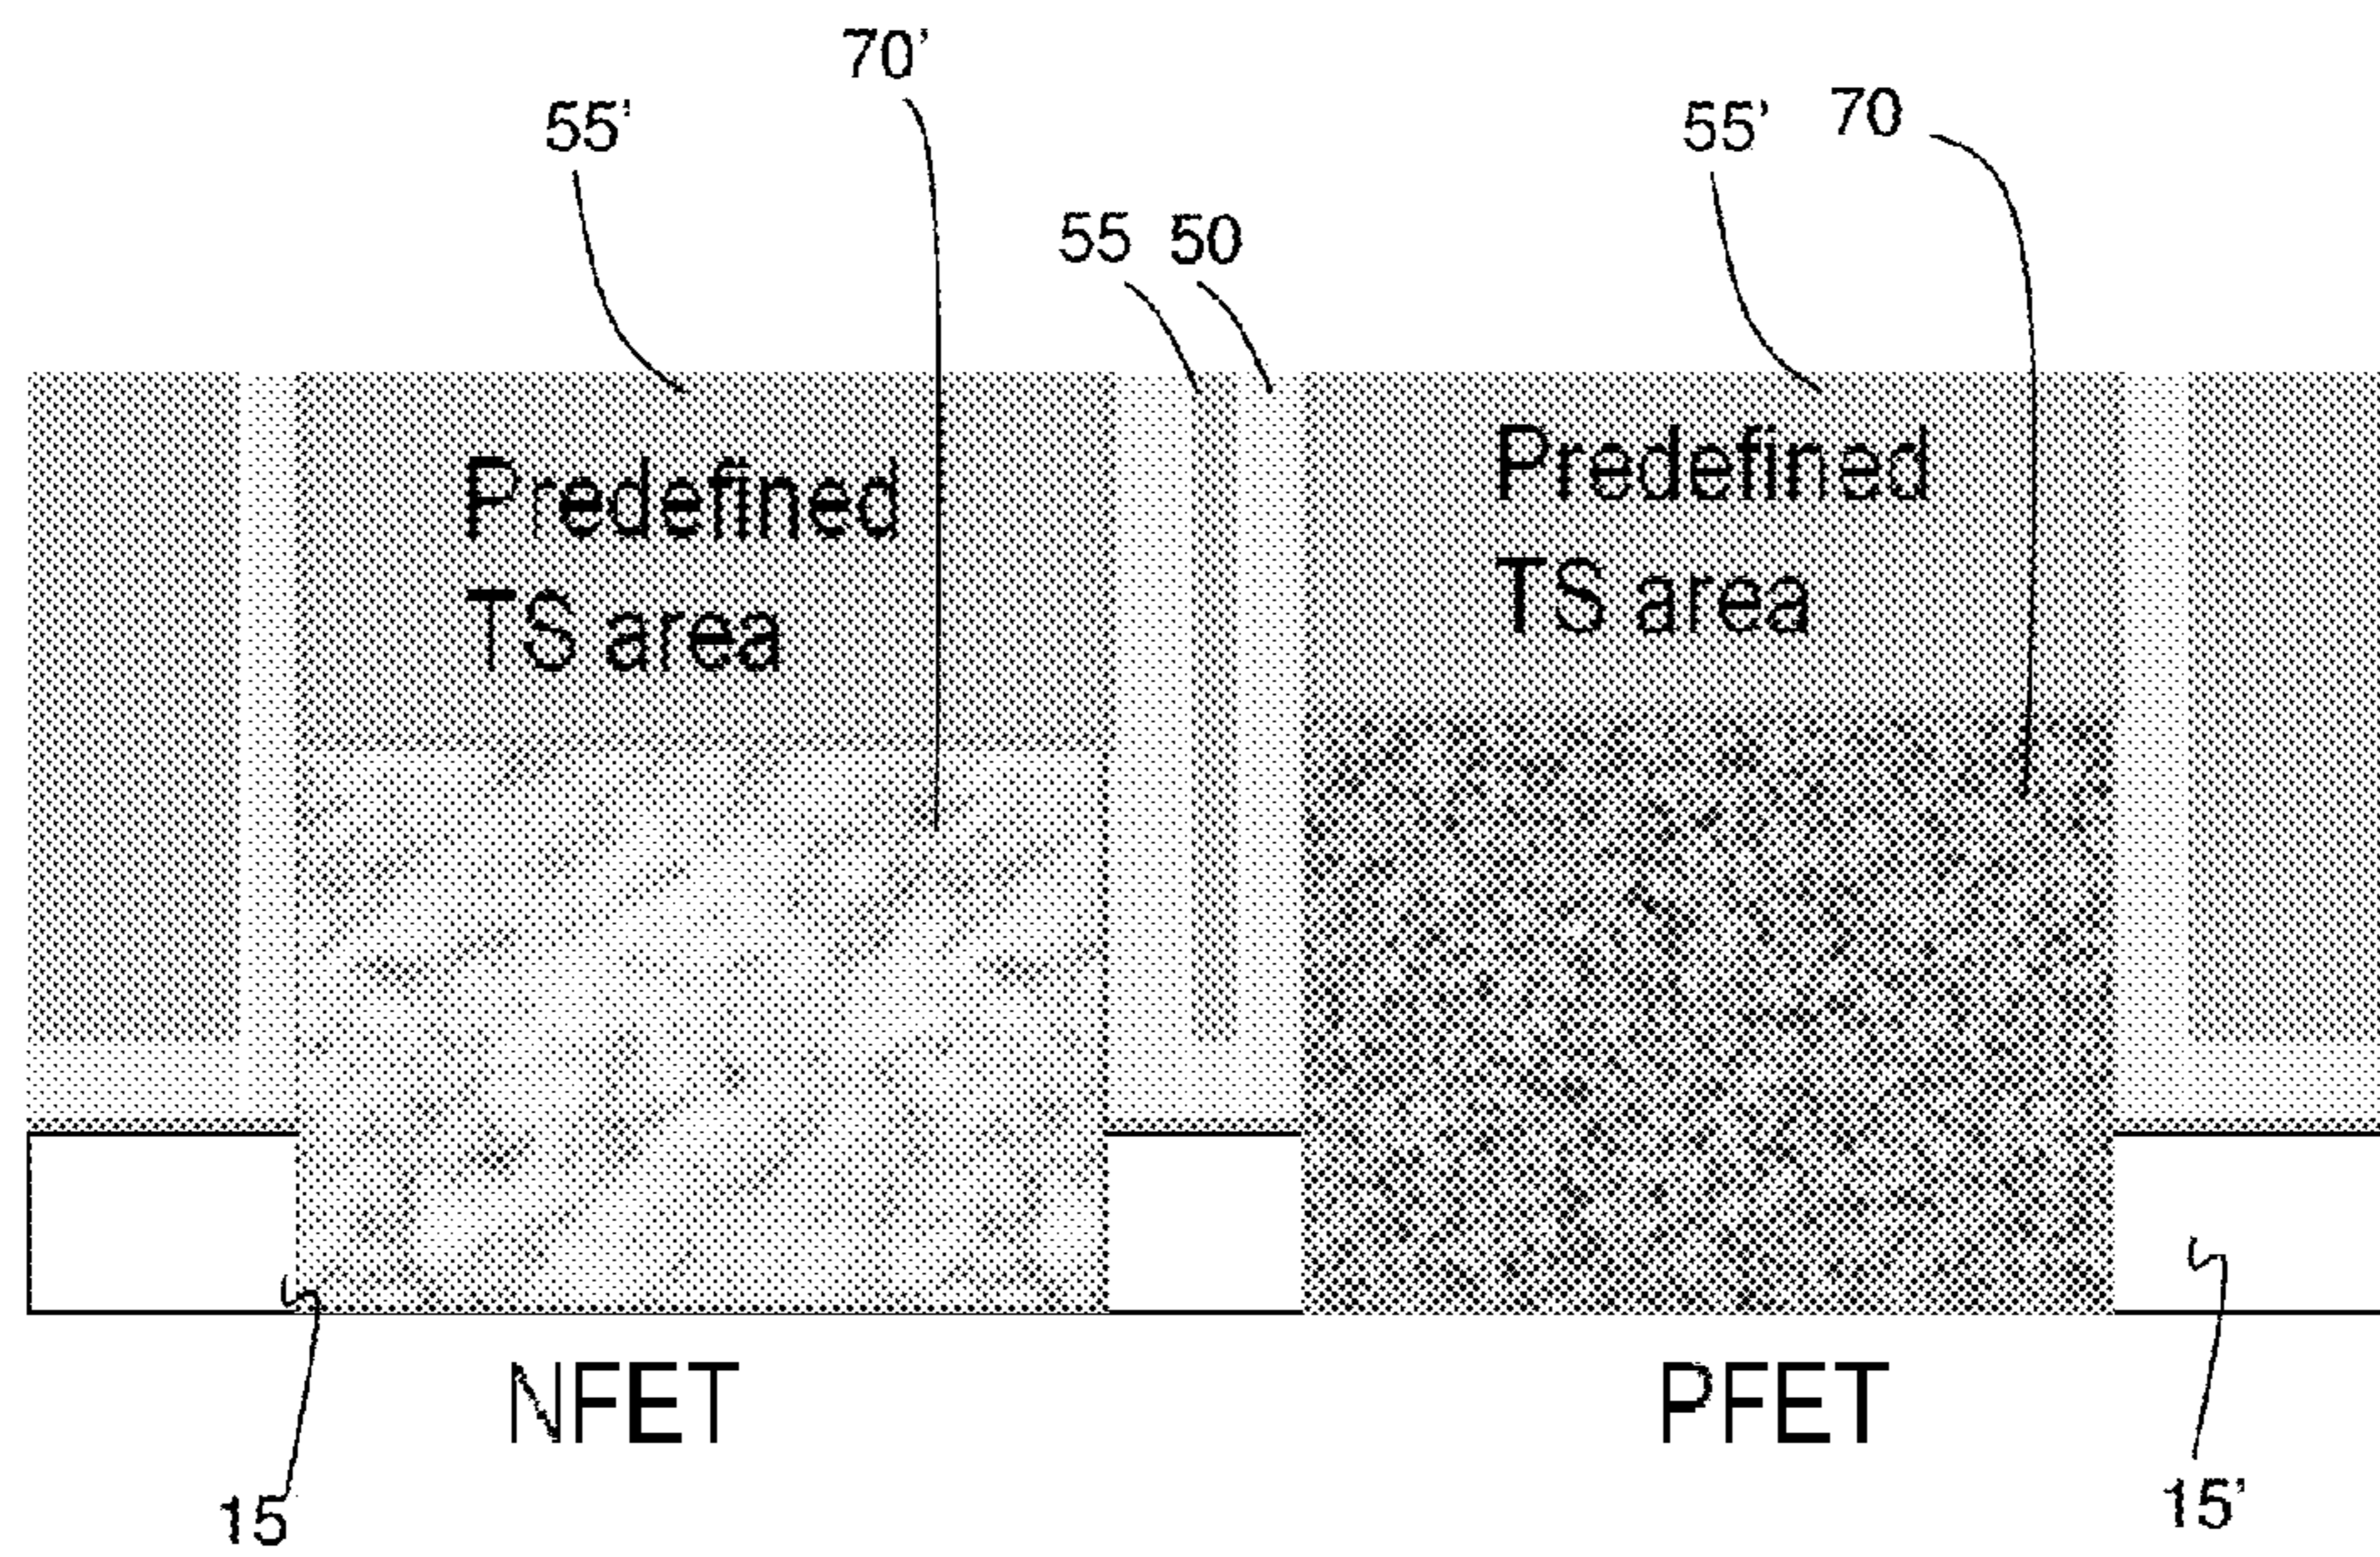 70'
55'
55' 70
55 50
Predefined
TS area
Predefined
TS area
NFET
PFET
15
15'